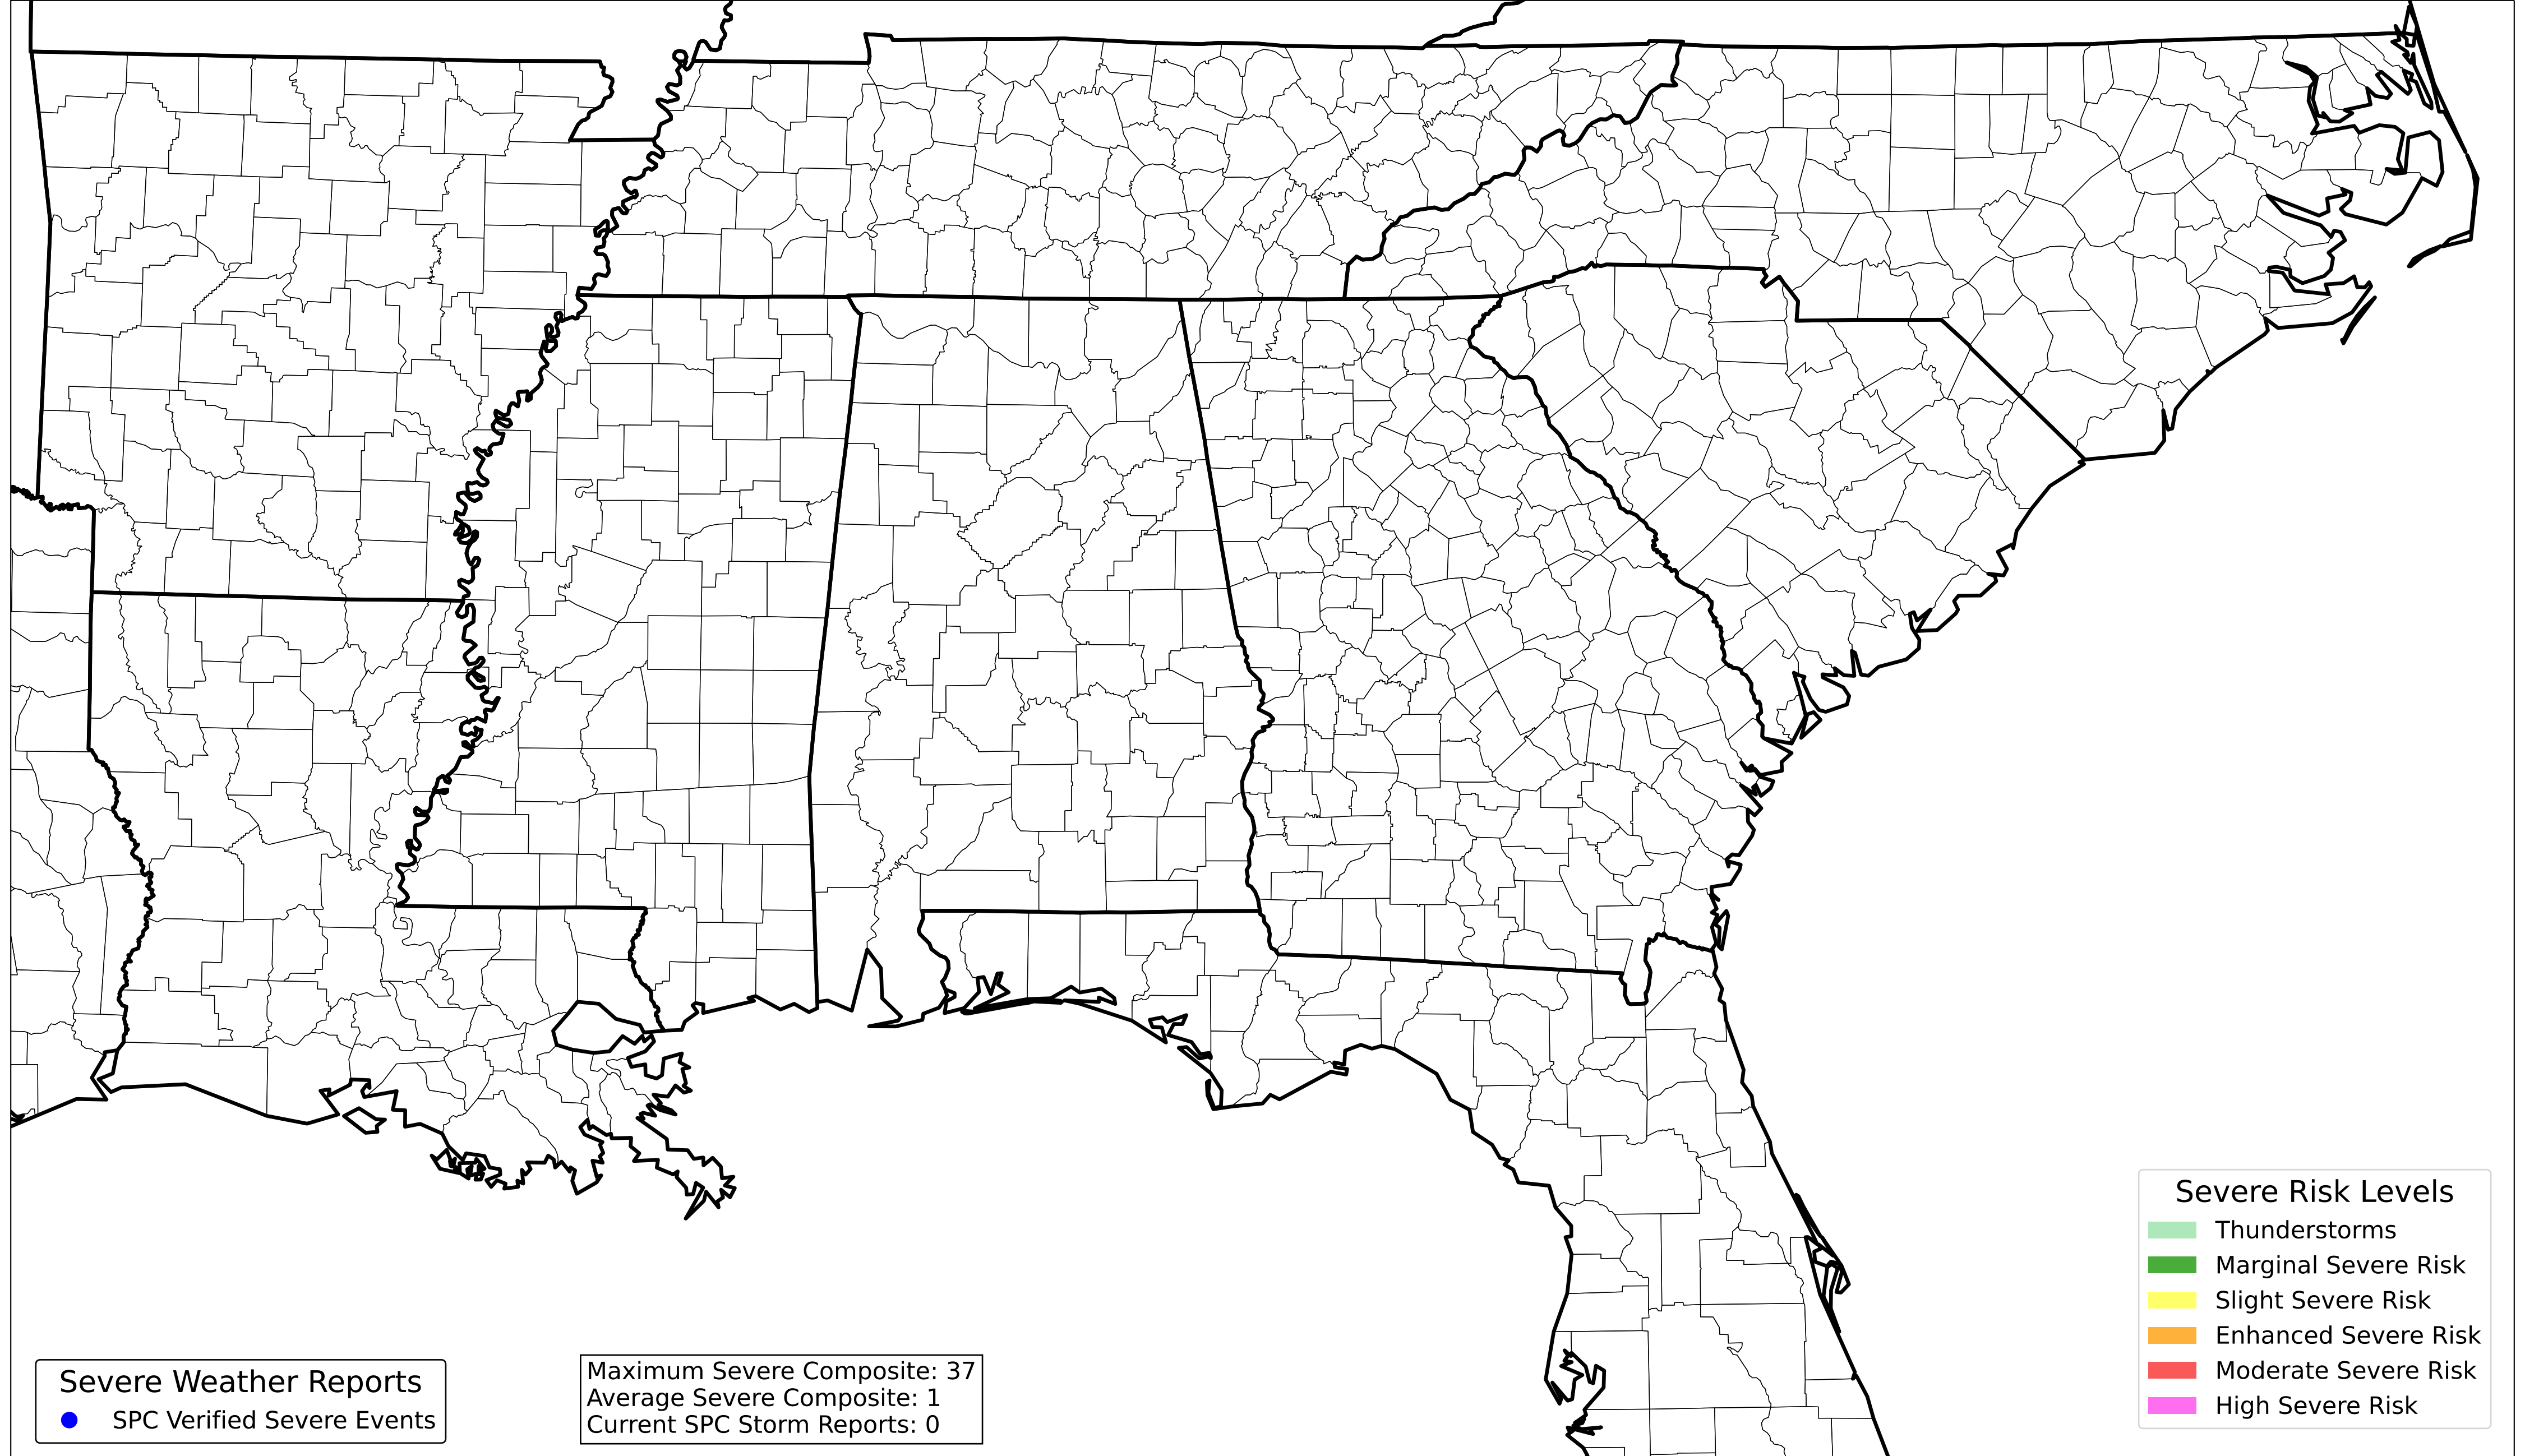 Severe Weather Reports
SPC Verified Severe Events
Maximum Severe Composite: 37
Average Severe Composite: 1
Current SPC Storm Reports: 0
Severe Risk Levels
Thunderstorms
Marginal Severe Risk
Slight Severe Risk
Enhanced Severe Risk
Moderate Severe Risk
High Severe Risk